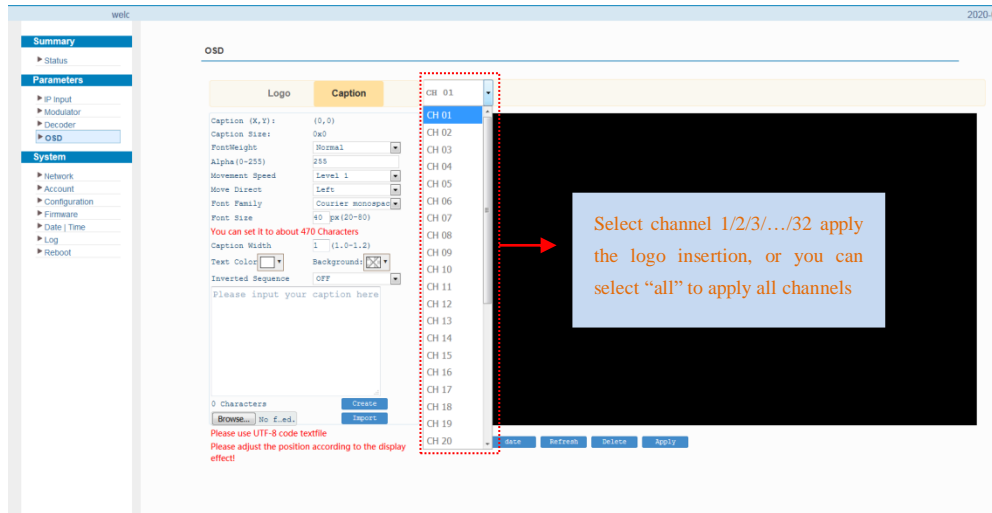 welc
2020-
Summary
Status
Parameters
IP Input
Modulator
Decoder
OSD
System
Network
Account
Configuration
Firmware
Date | Time
Log
Reboot
OSD
Logo Caption CH 01
Caption (X,Y): (0,0)
Caption Size: 0x0
FontWeight Normal
Alpha(0-255) 255
Movement Speed Level 1
Move Direct Left
Font Family Courier monospac
Font Size 40 px(20-80)
You can set it to about 470 Characters
Caption Width 1 (1.0-1.2)
Text Color Background:
Inverted Sequence OFF
Please input your caption here
0 Characters Create
Browse... No f…ed. Import
Please use UTF-8 code textfile
Please adjust the position according to the display
effect!
CH 01
CH 02
CH 03
CH 04
CH 05
CH 06
CH 07
CH 08
CH 09
CH 10
CH 11
CH 12
CH 13
CH 14
CH 15
CH 16
CH 17
CH 18
CH 19
CH 20
Select channel 1/2/3/…/32 apply
the logo insertion, or you can
select “all” to apply all channels
date Refresh Delete Apply